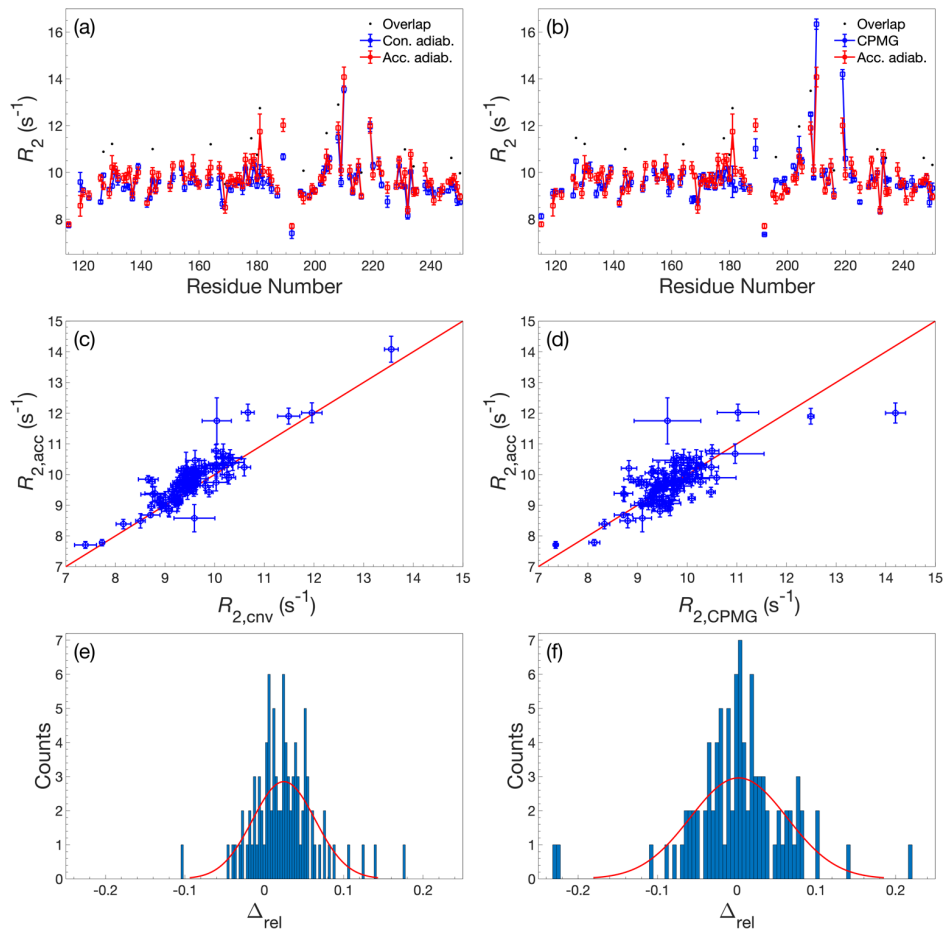 (a)
Overlap
Con. adiab.
Acc. adiab.
16
14
12
10
8
R2 (s-1)
120 140 160 180 200 220 240
Residue Number
(b)
Overlap
CPMG
Acc. adiab.
16
14
12
10
8
R2 (s-1)
120 140 160 180 200 220 240
Residue Number
(c)
15
14
13
12
11
10
9
8
7
R2,acc (s-1)
7 8 9 10 11 12 13 14 15
R2,cnv (s-1)
(d)
15
14
13
12
11
10
9
8
7
R2,acc (s-1)
7 8 9 10 11 12 13 14 15
R2,CPMG (s-1)
(e)
7
6
5
4
3
2
1
0
Counts
-0.2 -0.1 0 0.1 0.2
Δrel
(f)
7
6
5
4
3
2
1
0
Counts
-0.2 -0.1 0 0.1 0.2
Δrel